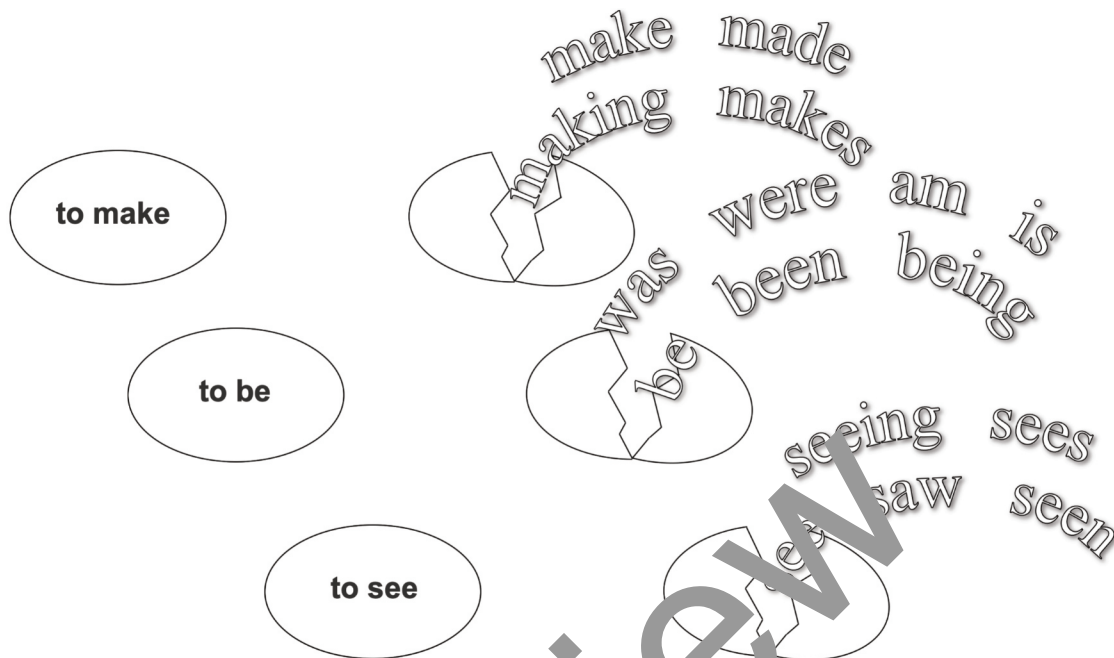 make made
making makes
to make
were am is
was been being
be
to be
seeing sees
saw seen
see
to see